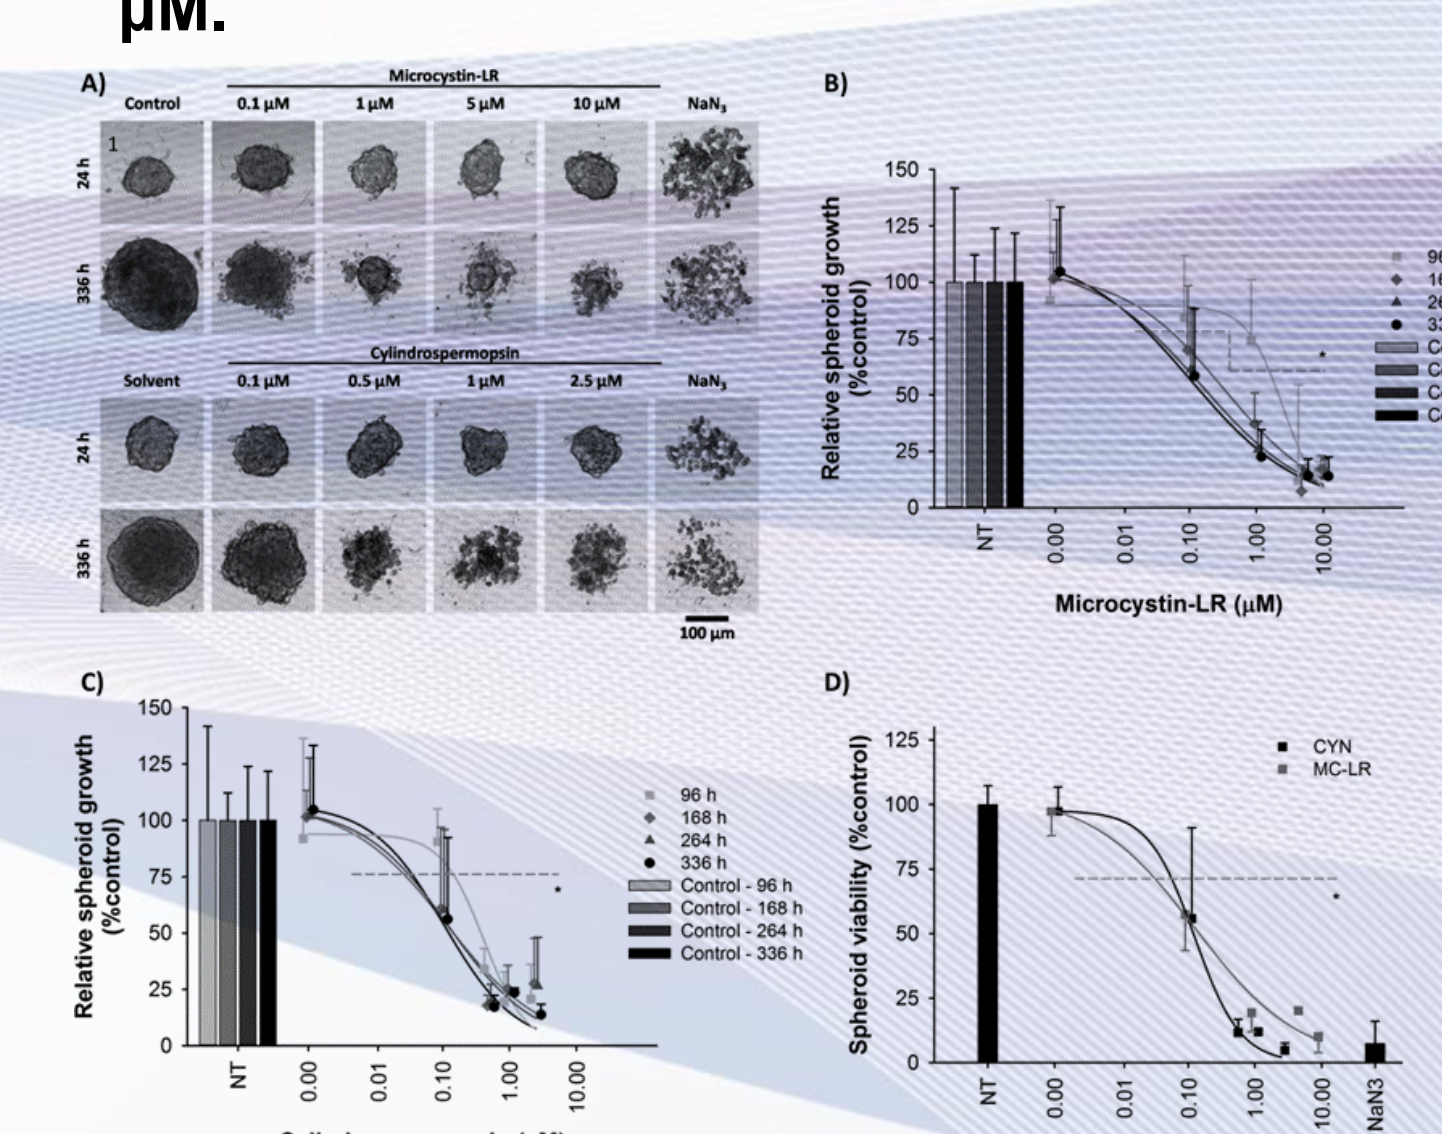 μM.
A)
Microcystin-LR
Control 0.1 μM 1 μM 5 μM 10 μM NaN₃
1
24 h
336 h
Cylindrospermopsin
Solvent 0.1 μM 0.5 μM 1 μM 2.5 μM NaN₃
24 h
336 h
100 μm
B)
Relative spheroid growth
(%control)
150
125
100
75
50
25
0
*
NT 0.00 0.01 0.10 1.00 10.00
Microcystin-LR (μM)
C)
Relative spheroid growth
(%control)
150
125
100
75
50
25
0
*
NT 0.00 0.01 0.10 1.00 10.00
96 h
168 h
264 h
336 h
Control - 96 h
Control - 168 h
Control - 264 h
Control - 336 h
D)
Spheroid viability (%control)
125
100
75
50
25
0
CYN
MC-LR
*
NT 0.00 0.01 0.10 1.00 10.00 NaN3